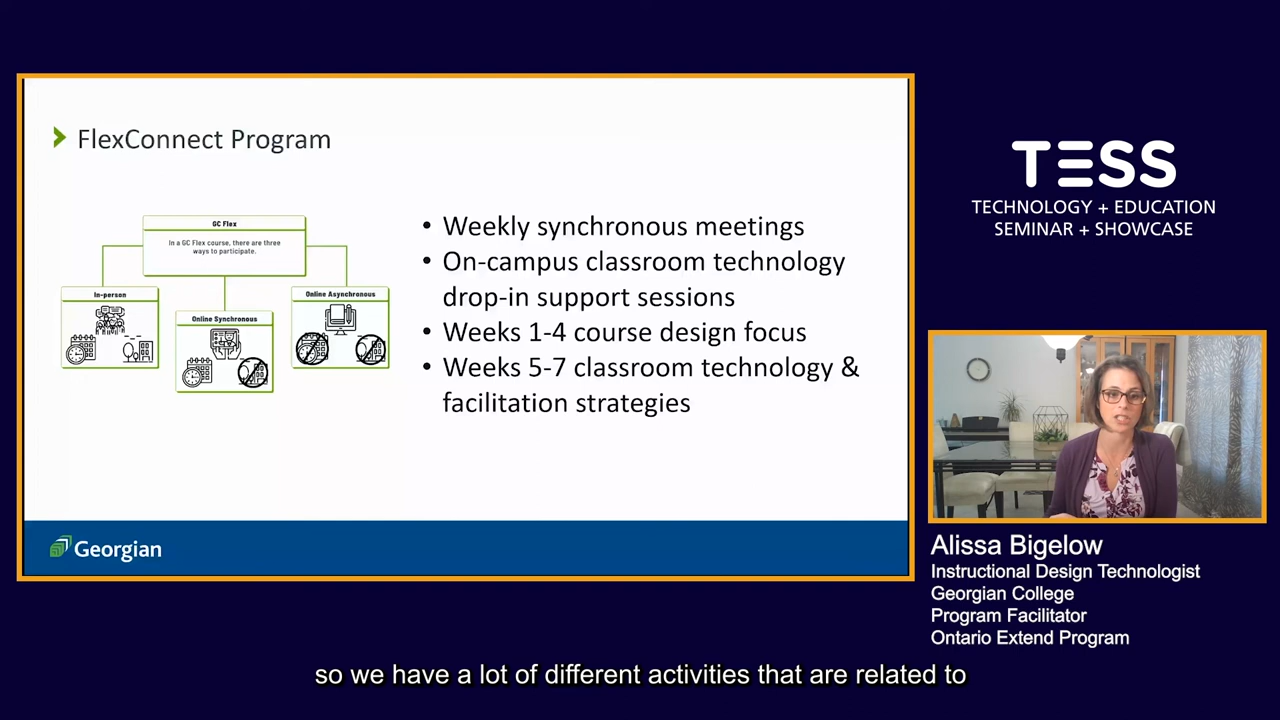 FlexConnect Program
GC Flex
In a GC Flex course, there are three
ways to participate.
In-person
Online Synchronous
Online Asynchronous
• Weekly synchronous meetings
• On-campus classroom technology
drop-in support sessions
• Weeks 1-4 course design focus
• Weeks 5-7 classroom technology &
facilitation strategies
Georgian
TESS
TECHNOLOGY + EDUCATION
SEMINAR + SHOWCASE
Alissa Bigelow
Instructional Design Technologist
Georgian College
Program Facilitator
Ontario Extend Program
so we have a lot of different activities that are related to